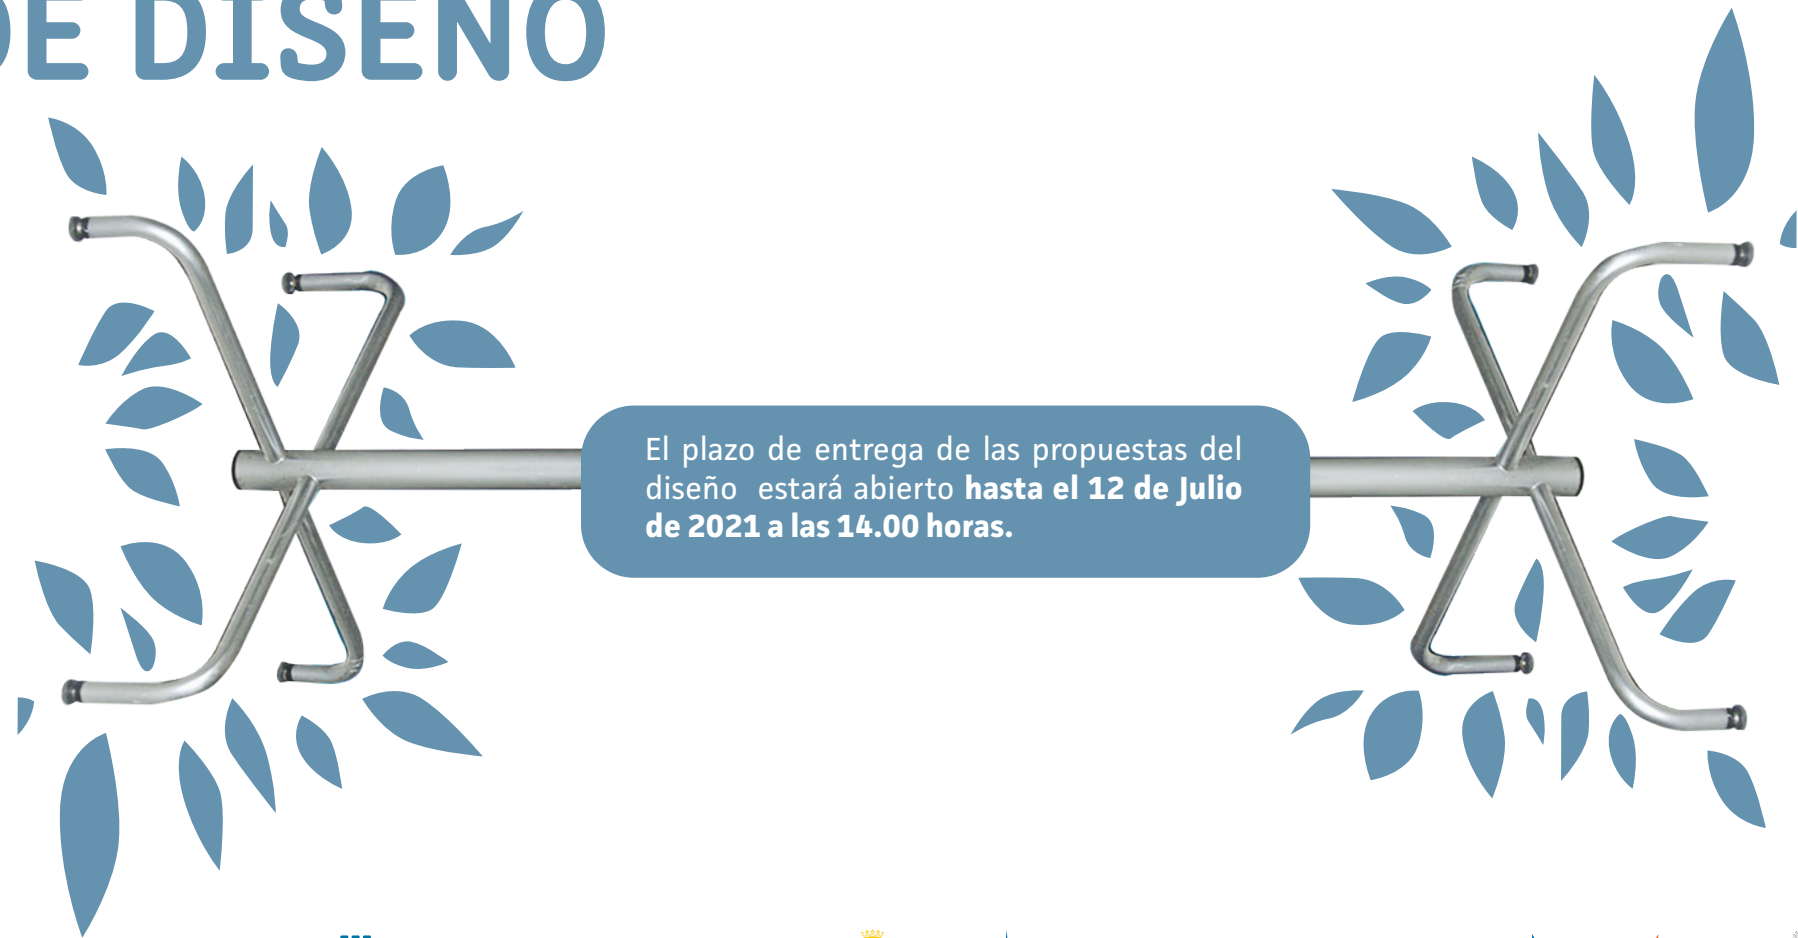 DE DISEÑO
El plazo de entrega de las propuestas del
diseño estará abierto hasta el 12 de Julio
de 2021 a las 14.00 horas.